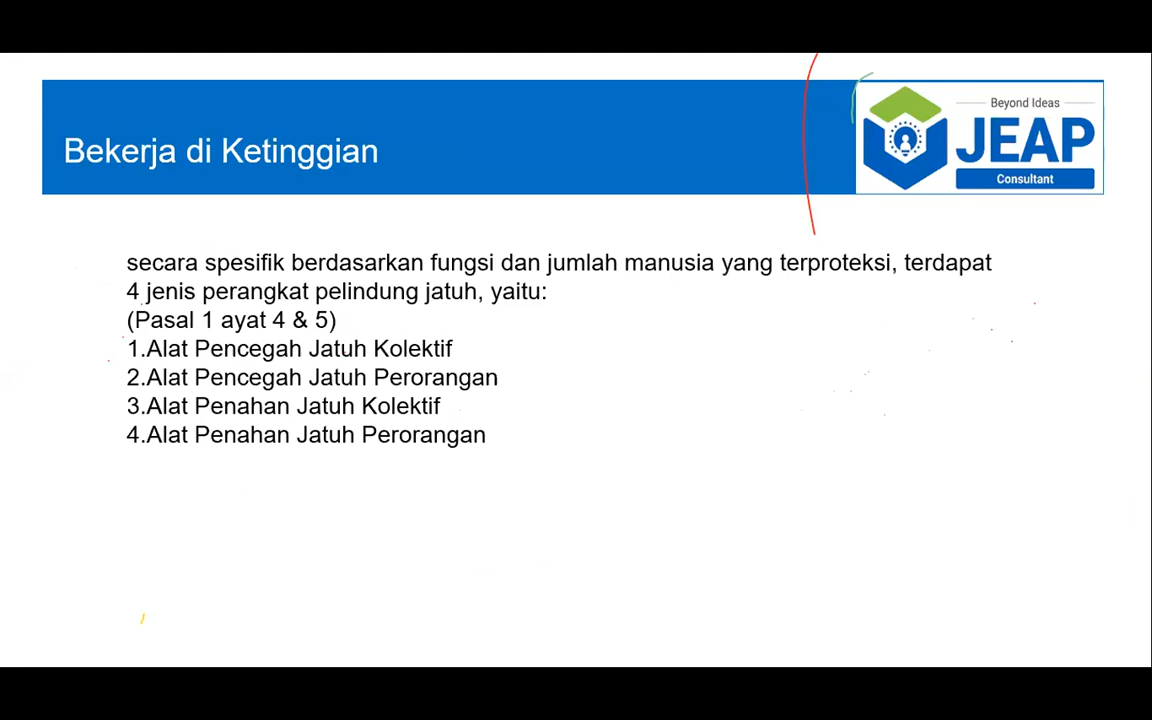 Bekerja di Ketinggian
Beyond Ideas
JEAP
Consultant
secara spesifik berdasarkan fungsi dan jumlah manusia yang terproteksi, terdapat
4 jenis perangkat pelindung jatuh, yaitu:
(Pasal 1 ayat 4 & 5)
1.Alat Pencegah Jatuh Kolektif
2.Alat Pencegah Jatuh Perorangan
3.Alat Penahan Jatuh Kolektif
4.Alat Penahan Jatuh Perorangan